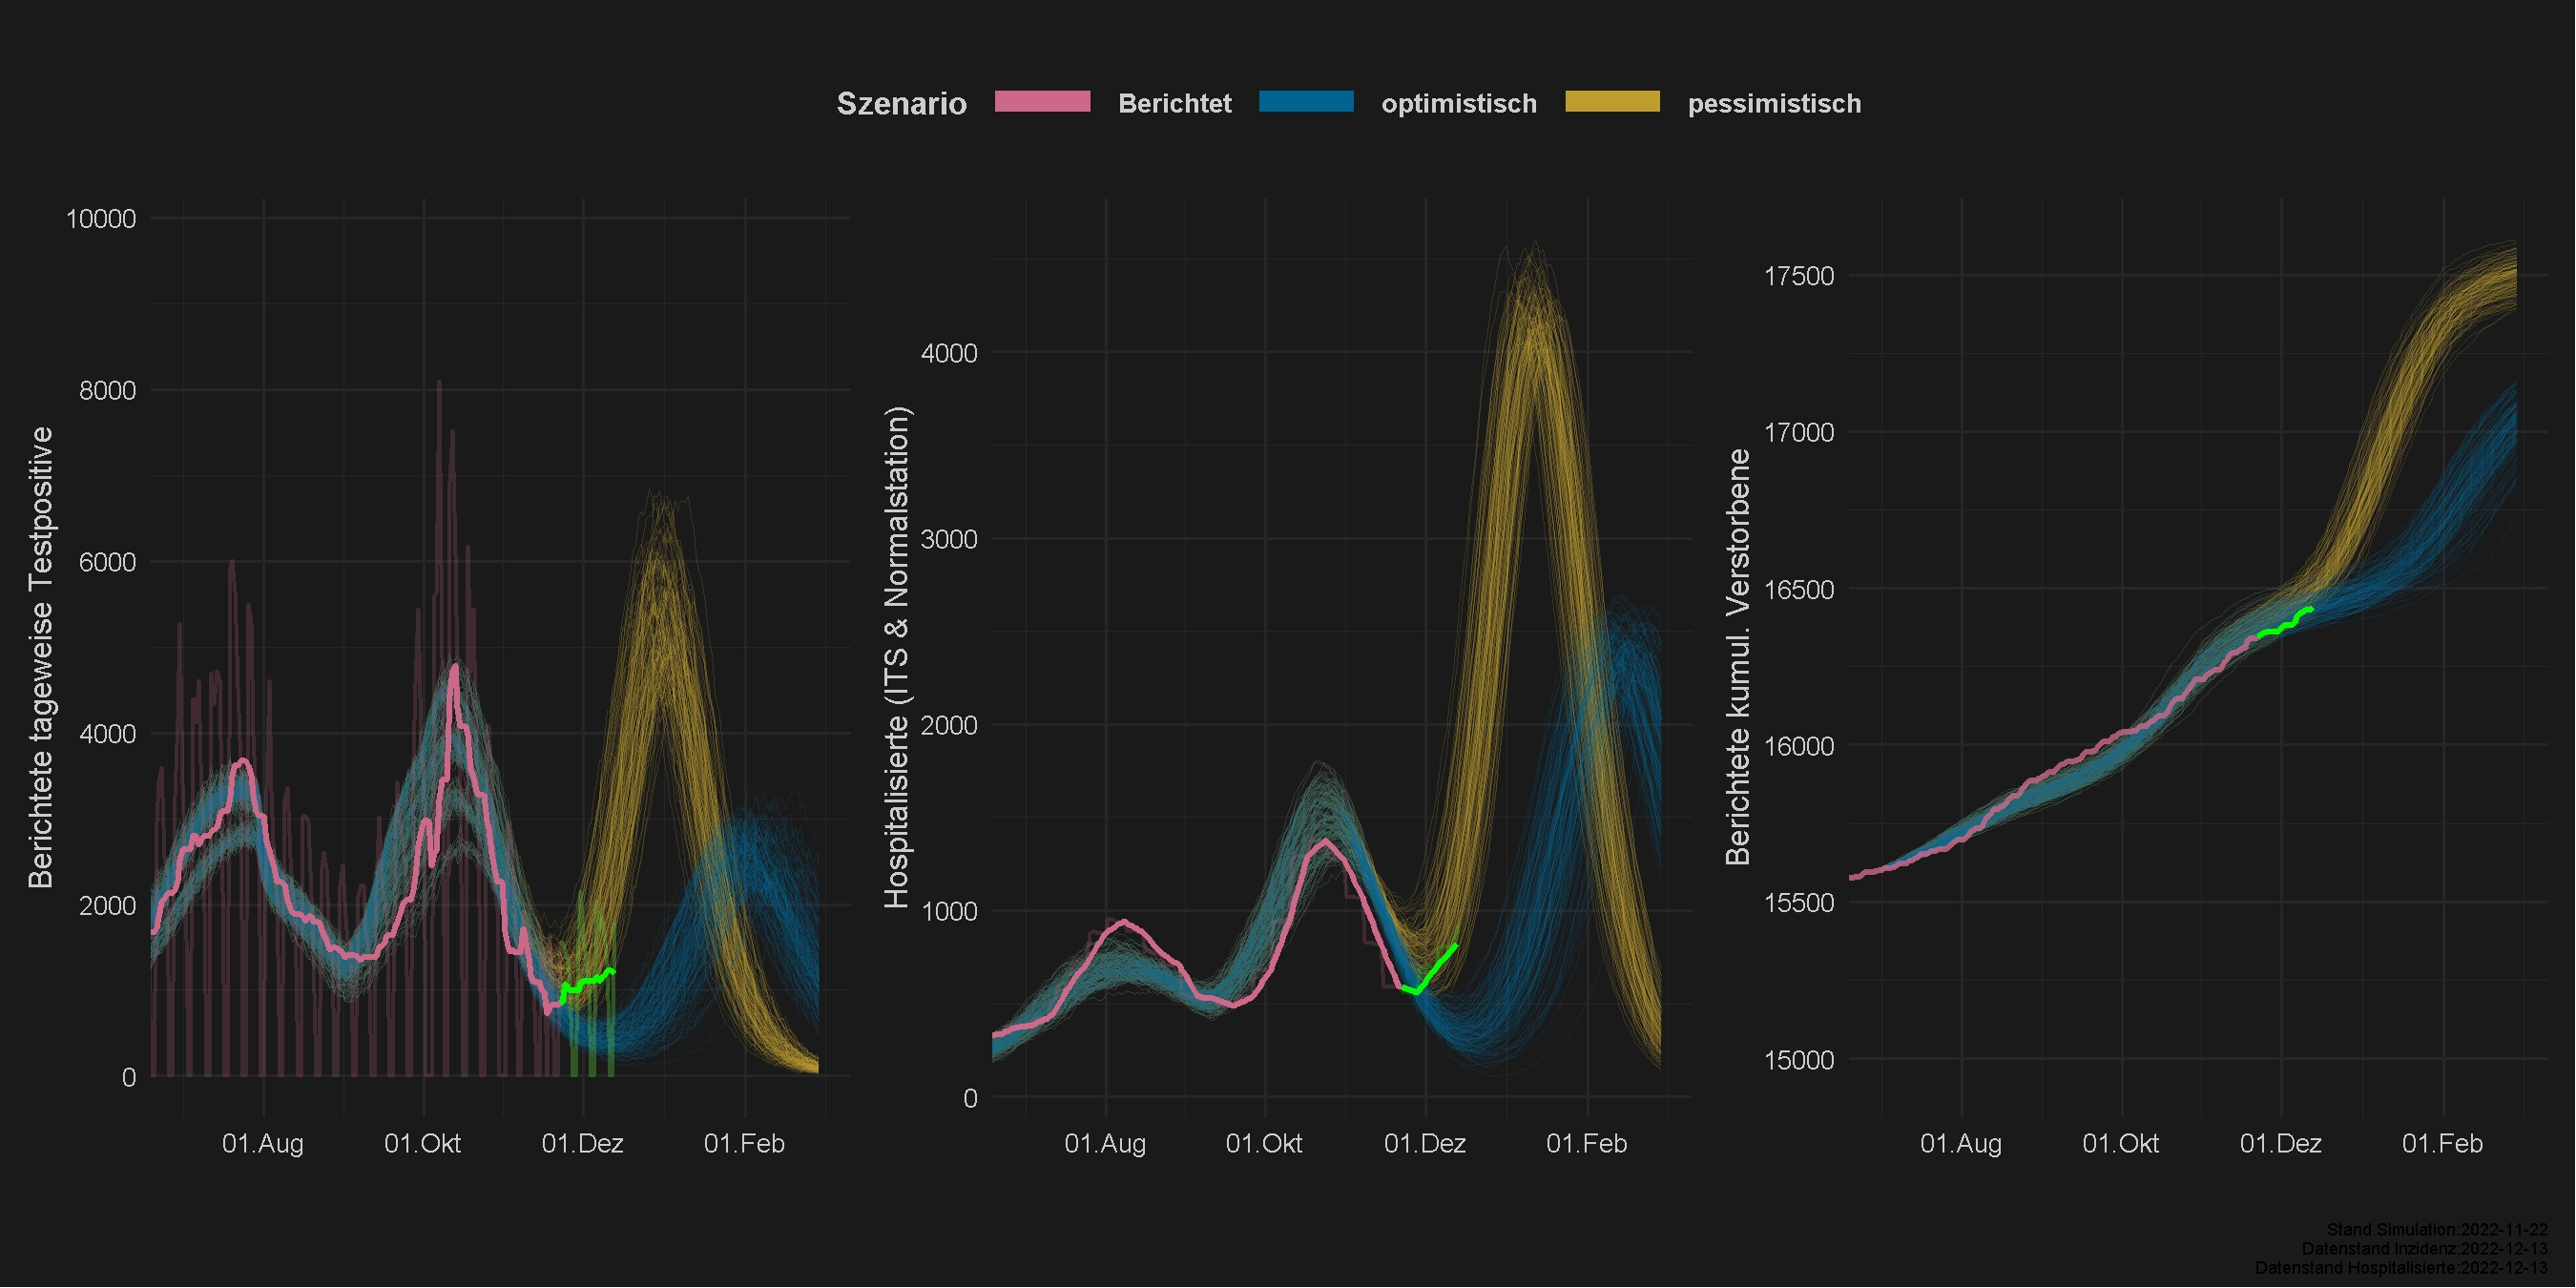 Szenario Berichtet optimistisch pessimistisch
Berichtete tageweise Testpositive
10000
8000
6000
4000
2000
0
01.Aug 01.Okt 01.Dez 01.Feb
Hospitalisierte (ITS & Normalstation)
4000
3000
2000
1000
0
01.Aug 01.Okt 01.Dez 01.Feb
Berichtete kumul. Verstorbene
17500
17000
16500
16000
15500
15000
01.Aug 01.Okt 01.Dez 01.Feb
Stand Simulation:2022-11-22
Datenstand Inzidenz:2022-12-13
Datenstand Hospitalisierte:2022-12-13